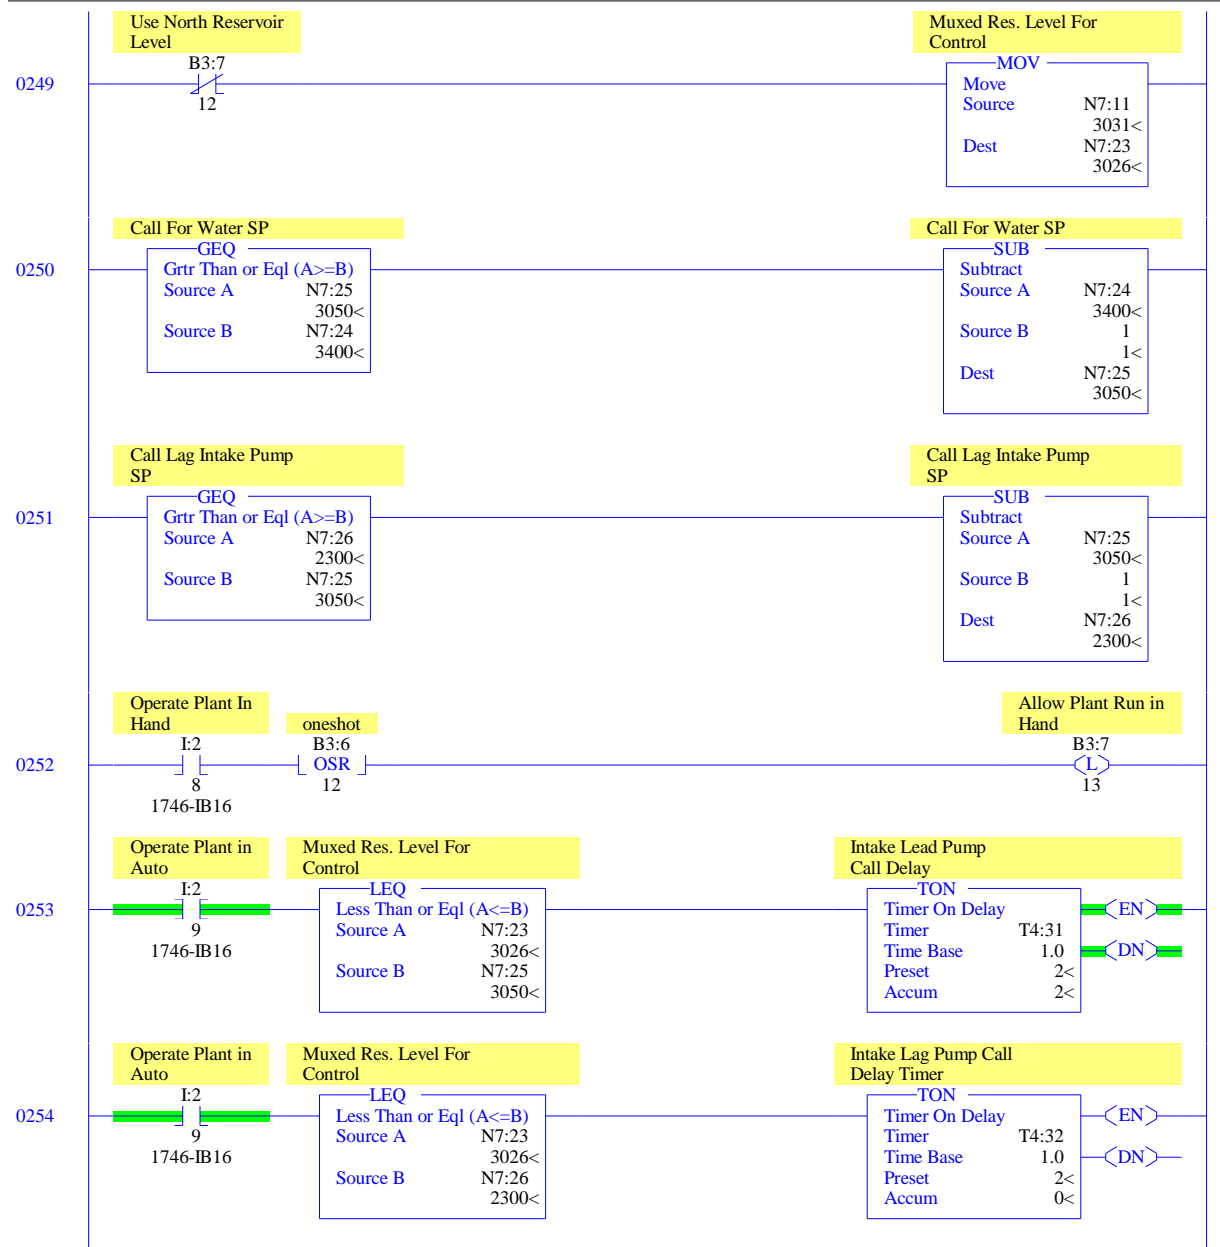 Use North Reservoir
Level
Muxed Res. Level For
Control
B3:7
MOV
0249
Move
12
Source N7:11
3031<
Dest N7:23
3026<
Call For Water SP
Call For Water SP
GEQ
SUB
0250
Grtr Than or Eql (A>=B)
Subtract
Source A N7:25
Source A N7:24
3050<
3400<
Source B N7:24
Source B 1
3400<
1<
Dest N7:25
3050<
Call Lag Intake Pump
SP
Call Lag Intake Pump
SP
GEQ
SUB
0251
Grtr Than or Eql (A>=B)
Subtract
Source A N7:26
Source A N7:25
2300<
3050<
Source B N7:25
Source B 1
3050<
1<
Dest N7:26
2300<
Operate Plant In
Hand
oneshot
Allow Plant Run in
Hand
I:2
B3:6
B3:7
0252
OSR
L
8
12
13
1746-IB16
Operate Plant in
Auto
Muxed Res. Level For
Control
Intake Lead Pump
Call Delay
I:2
LEQ
TON
0253
Less Than or Eql (A<=B)
Timer On Delay
EN
9
Source A N7:23
Timer T4:31
1746-IB16
3026<
Time Base 1.0
DN
Source B N7:25
Preset 2<
3050<
Accum 2<
Operate Plant in
Auto
Muxed Res. Level For
Control
Intake Lag Pump Call
Delay Timer
I:2
LEQ
TON
0254
Less Than or Eql (A<=B)
Timer On Delay
EN
9
Source A N7:23
Timer T4:32
1746-IB16
3026<
Time Base 1.0
DN
Source B N7:26
Preset 2<
2300<
Accum 0<